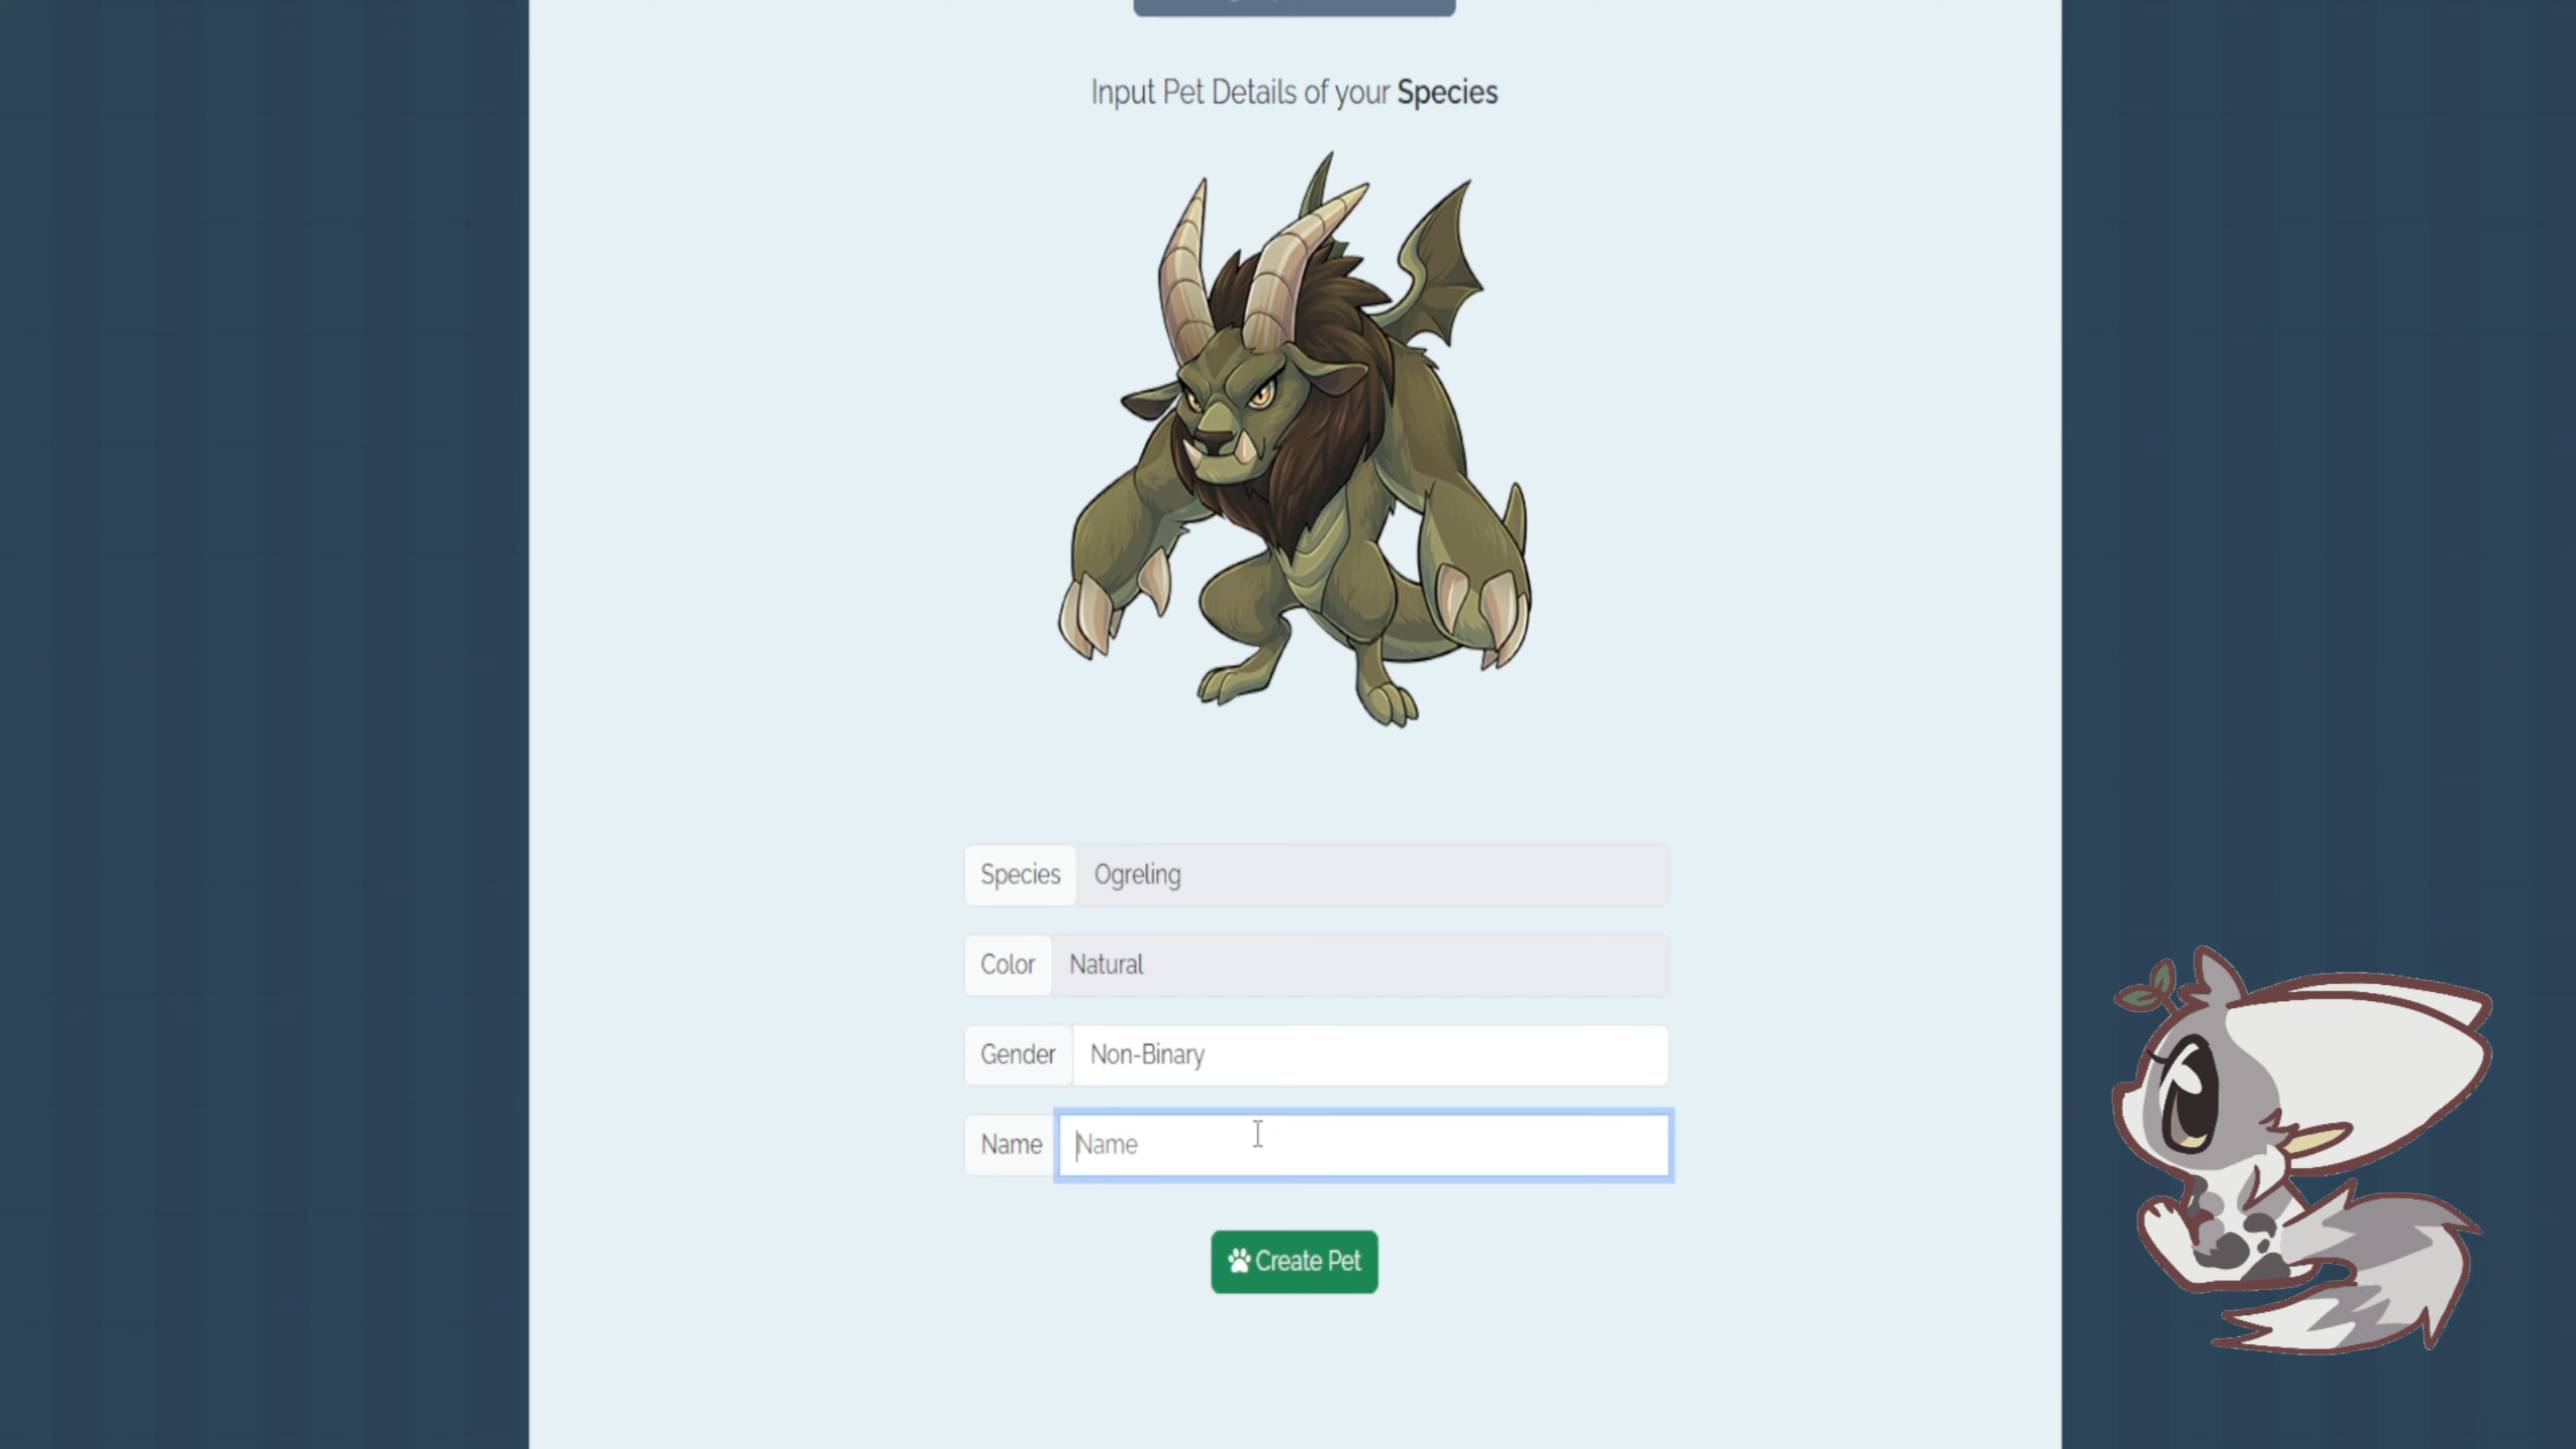 Input Pet Details of your Species
Species Ogreling
Color Natural
Gender Non-Binary
Name Name
Create Pet